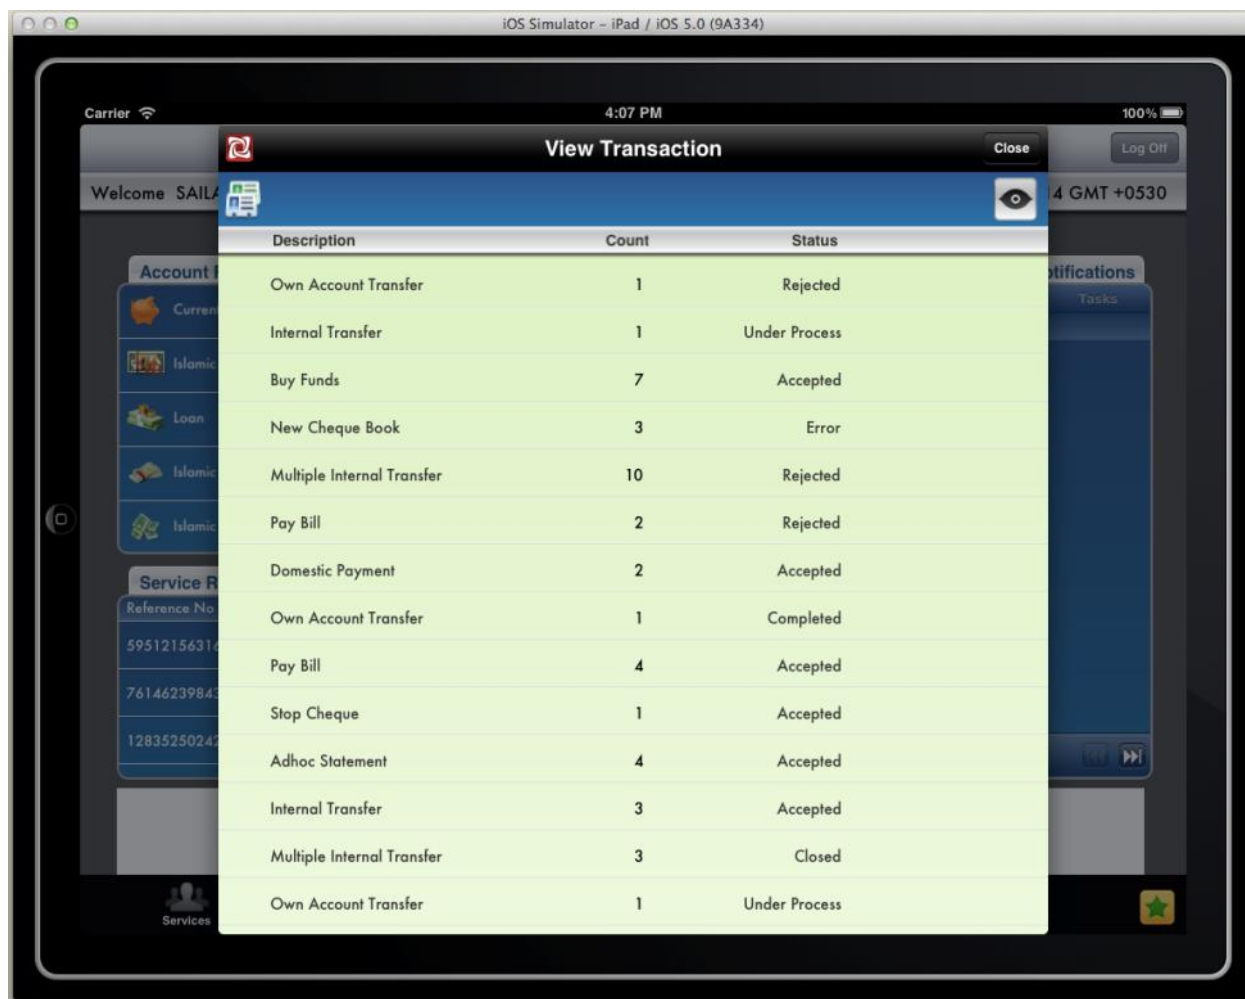 iOS Simulator – iPad / iOS 5.0 (9A334)
Carrier 4:07 PM 100%
View Transaction Close Log Off
Welcome SAILA 4 GMT +0530
Description Count Status
Account otifications
Tasks
Own Account Transfer 1 Rejected
Curren
Internal Transfer 1 Under Process
Islamic
Buy Funds 7 Accepted
Loan
New Cheque Book 3 Error
Islamic
Multiple Internal Transfer 10 Rejected
Islamic
Pay Bill 2 Rejected
Domestic Payment 2 Accepted
Service R
Reference No
Own Account Transfer 1 Completed
59512156316
Pay Bill 4 Accepted
76146239843
Stop Cheque 1 Accepted
12835250242
Adhoc Statement 4 Accepted
Internal Transfer 3 Accepted
Multiple Internal Transfer 3 Closed
Own Account Transfer 1 Under Process
Services